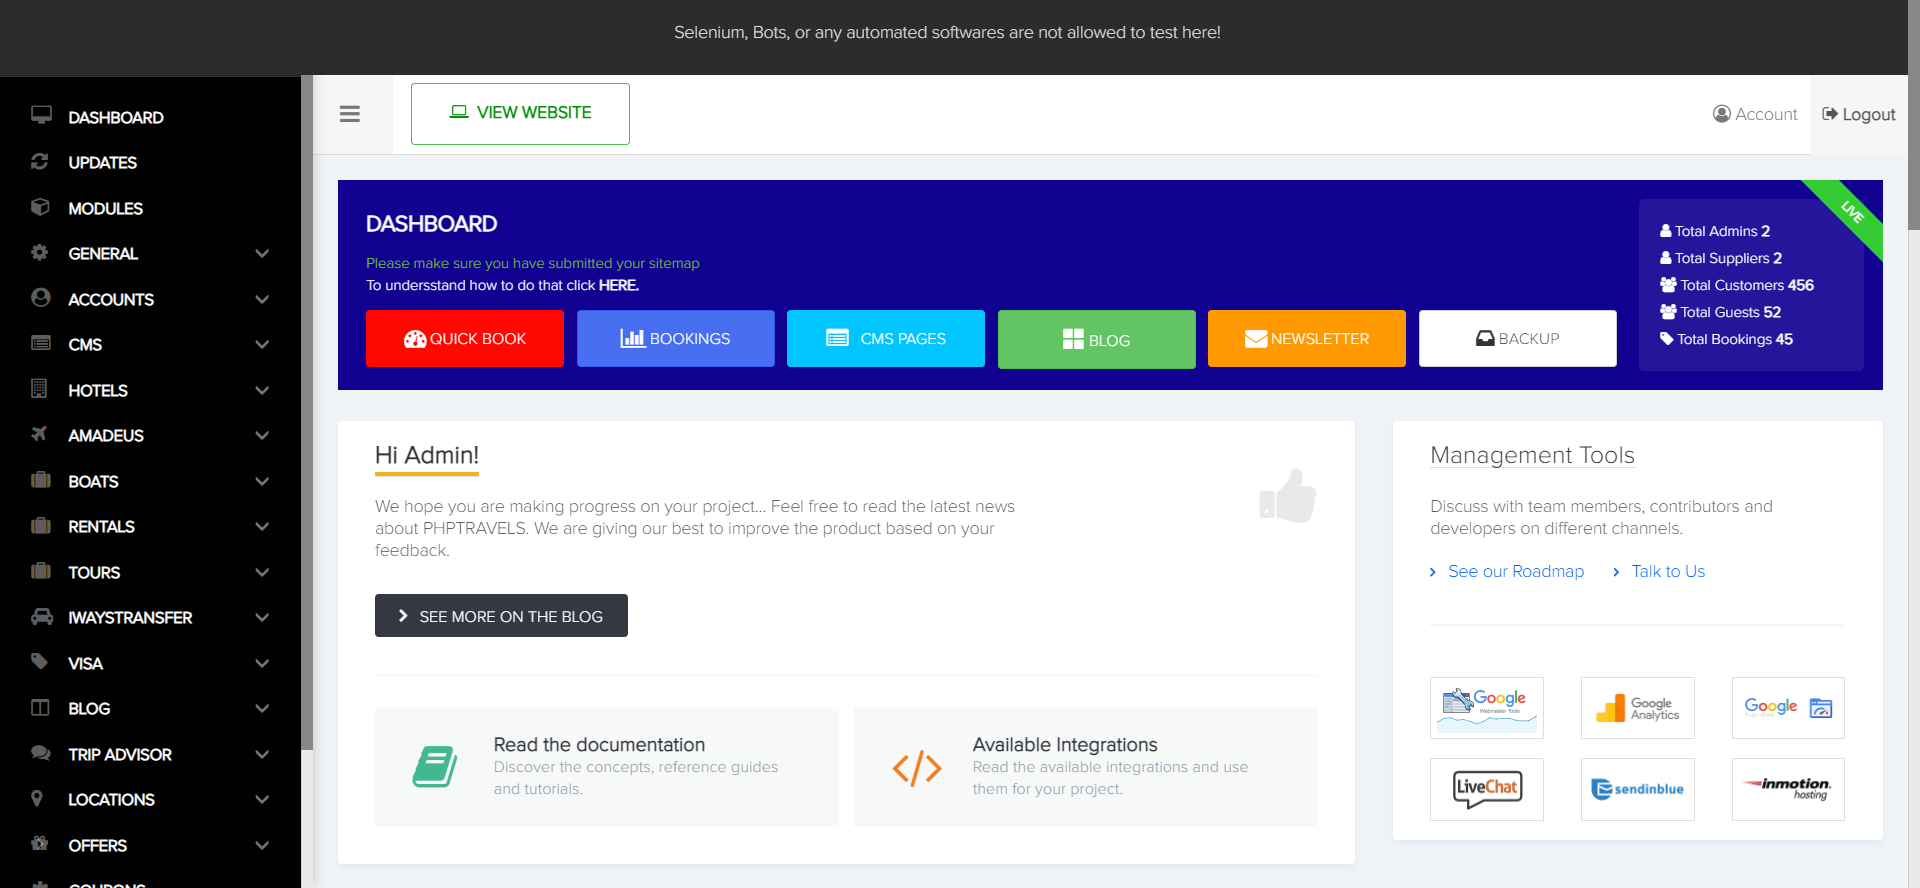 Selenium, Bots, or any automated softwares are not allowed to test here!
DASHBOARD
UPDATES
MODULES
GENERAL
ACCOUNTS
CMS
HOTELS
AMADEUS
BOATS
RENTALS
TOURS
IWAYSTRANSFER
VISA
BLOG
TRIP ADVISOR
LOCATIONS
OFFERS
COUPONS
VIEW WEBSITE
Account
Logout
DASHBOARD
Please make sure you have submitted your sitemap
To undersstand how to do that click HERE.
QUICK BOOK
BOOKINGS
CMS PAGES
BLOG
NEWSLETTER
BACKUP
LIVE
Total Admins 2
Total Suppliers 2
Total Customers 456
Total Guests 52
Total Bookings 45
Hi Admin!
We hope you are making progress on your project... Feel free to read the latest news
about PHPTRAVELS. We are giving our best to improve the product based on your
feedback.
SEE MORE ON THE BLOG
Read the documentation
Discover the concepts, reference guides
and tutorials.
Available Integrations
Read the available integrations and use
them for your project.
Management Tools
Discuss with team members, contributors and
developers on different channels.
See our Roadmap
Talk to Us
Google
Webmaster Tools
Google
Analytics
Google
LiveChat
sendinblue
inmotion
hosting